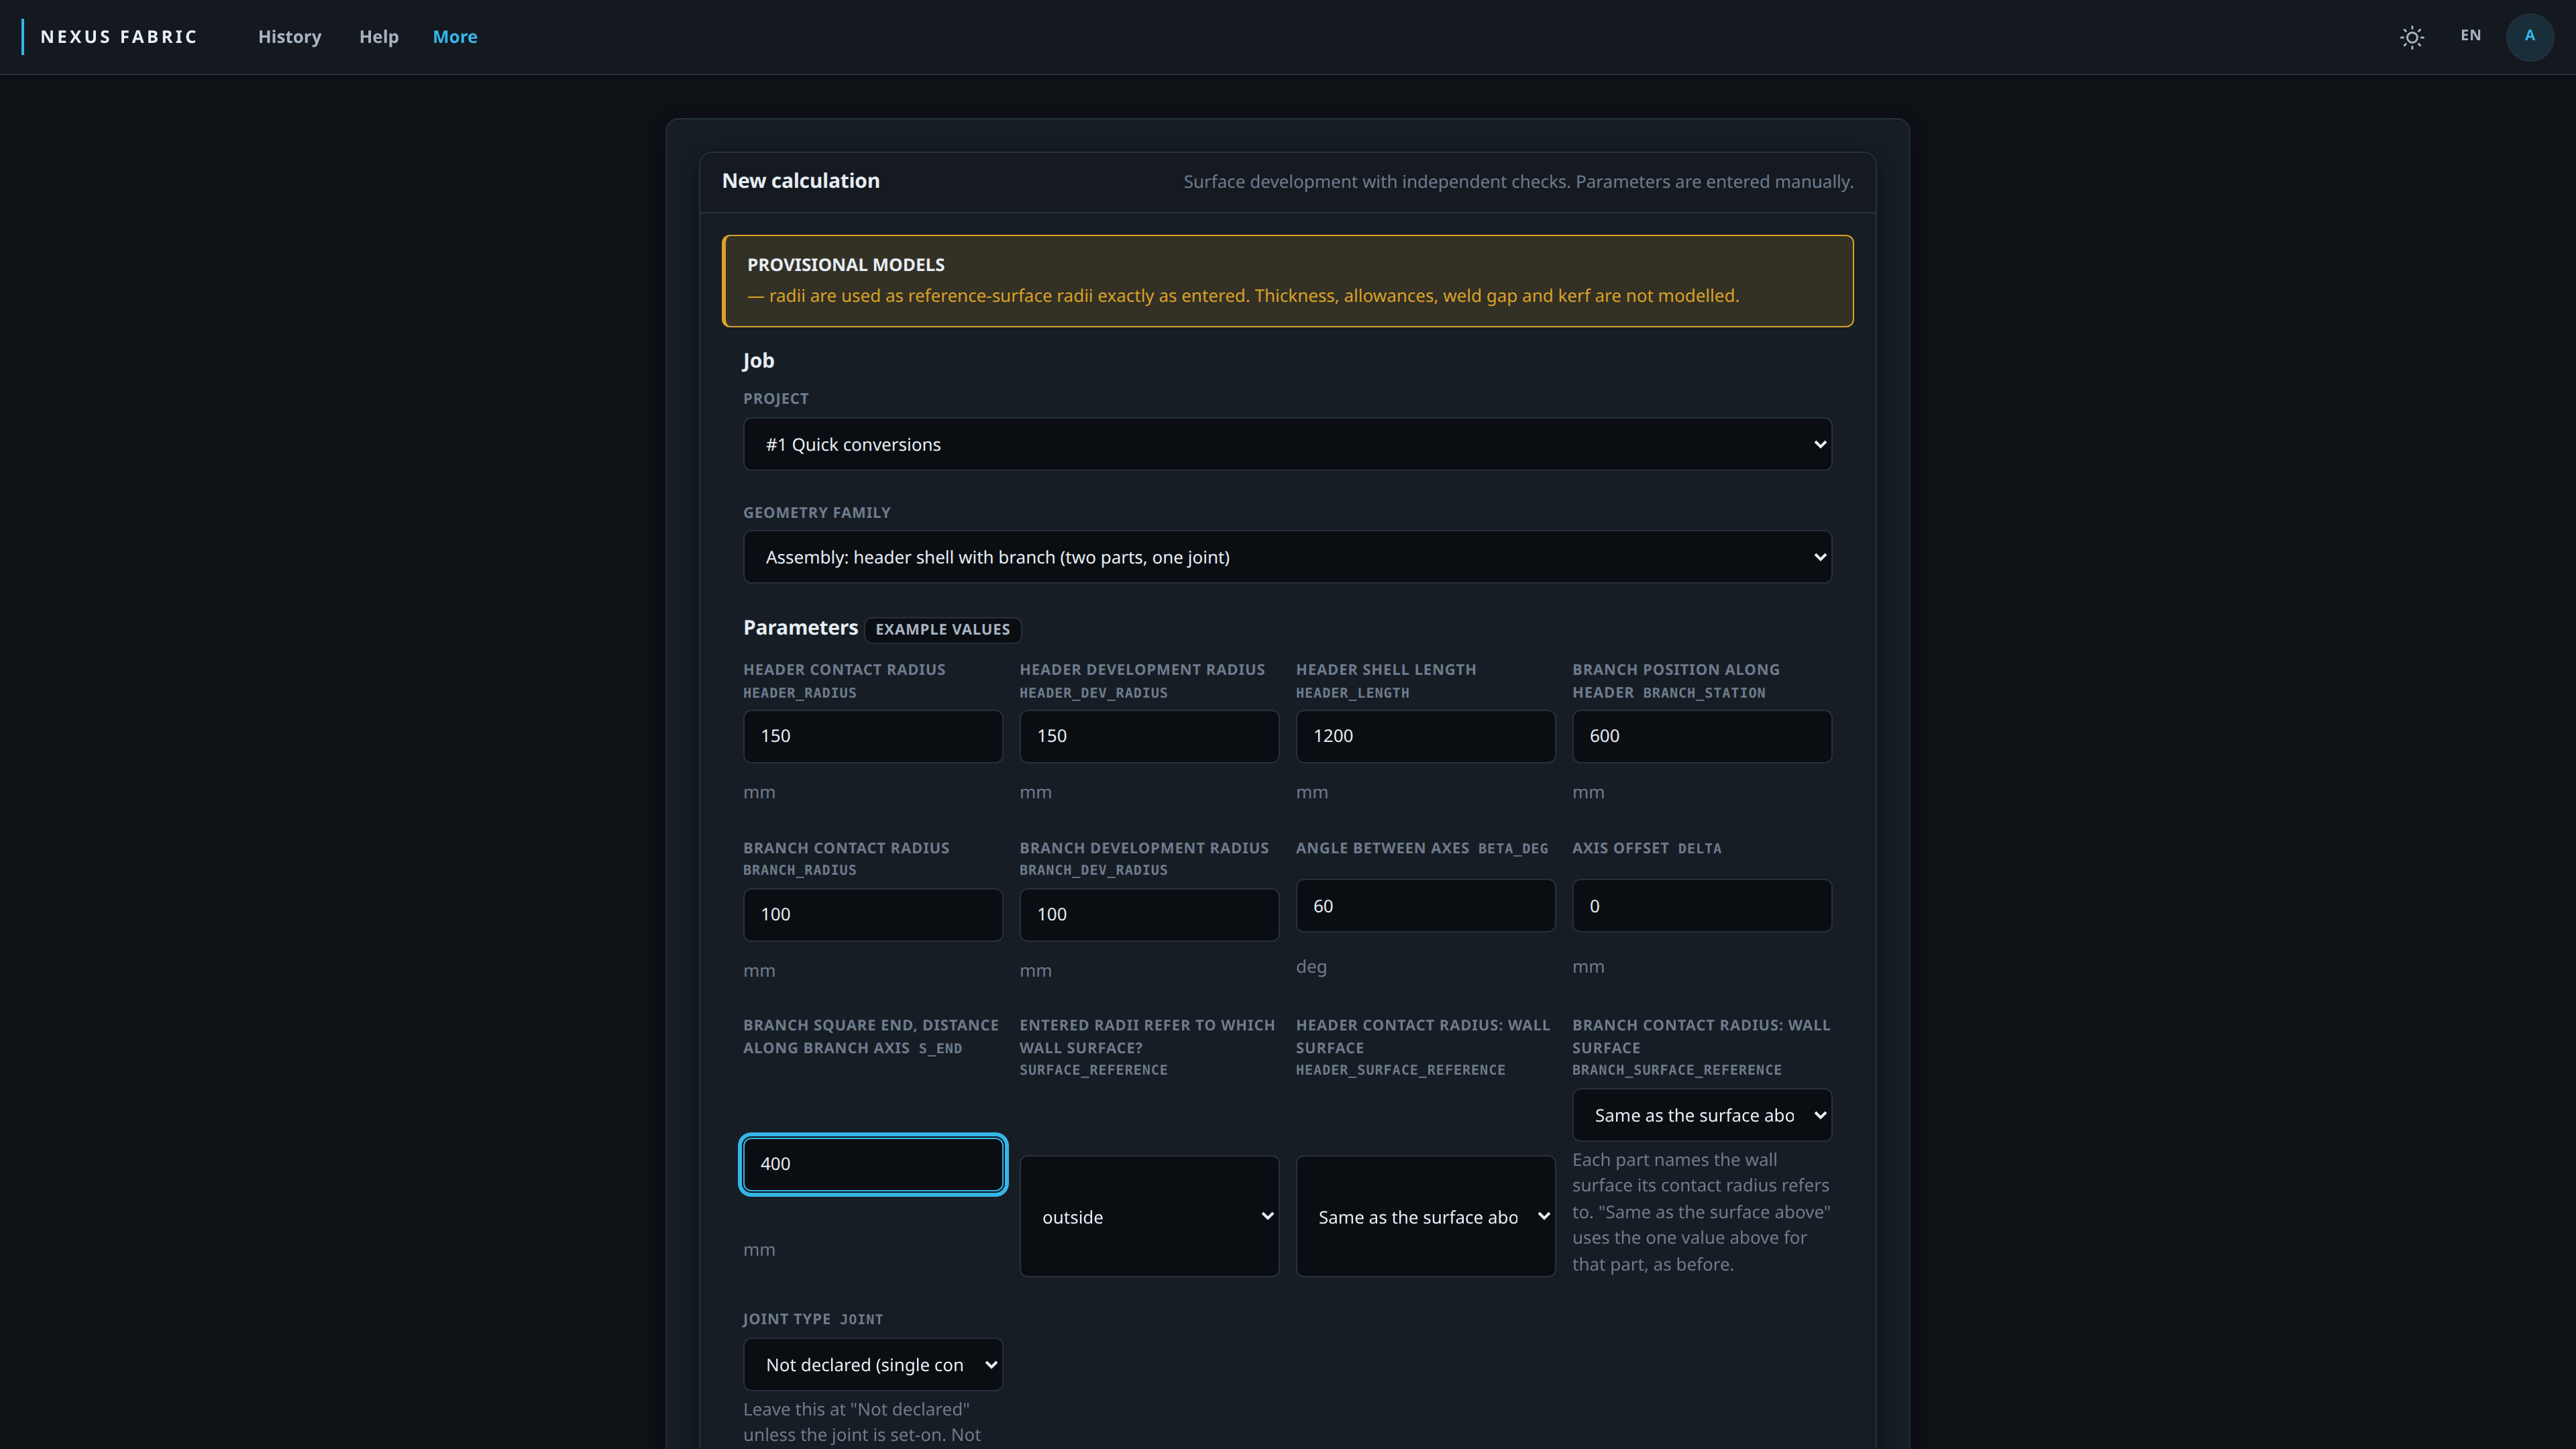 NEXUS FABRIC
History
Help
More
EN
A
New calculation
Surface development with independent checks. Parameters are entered manually.
PROVISIONAL MODELS
— radii are used as reference-surface radii exactly as entered. Thickness, allowances, weld gap and kerf are not modelled.
Job
PROJECT
#1 Quick conversions
GEOMETRY FAMILY
Assembly: header shell with branch (two parts, one joint)
Parameters EXAMPLE VALUES
HEADER CONTACT RADIUS
HEADER_RADIUS
150
mm
HEADER DEVELOPMENT RADIUS
HEADER_DEV_RADIUS
150
mm
HEADER SHELL LENGTH
HEADER_LENGTH
1200
mm
BRANCH POSITION ALONG
HEADER BRANCH_STATION
600
mm
BRANCH CONTACT RADIUS
BRANCH_RADIUS
100
mm
BRANCH DEVELOPMENT RADIUS
BRANCH_DEV_RADIUS
100
mm
ANGLE BETWEEN AXES BETA_DEG
60
deg
AXIS OFFSET DELTA
0
mm
BRANCH SQUARE END, DISTANCE
ALONG BRANCH AXIS S_END
400
mm
ENTERED RADII REFER TO WHICH
WALL SURFACE?
SURFACE_REFERENCE
outside
HEADER CONTACT RADIUS: WALL
SURFACE
HEADER_SURFACE_REFERENCE
Same as the surface abo
BRANCH CONTACT RADIUS: WALL
SURFACE
BRANCH_SURFACE_REFERENCE
Same as the surface abo
Each part names the wall
surface its contact radius refers
to. "Same as the surface above"
uses the one value above for
that part, as before.
JOINT TYPE JOINT
Not declared (single con
Leave this at "Not declared"
unless the joint is set-on. Not